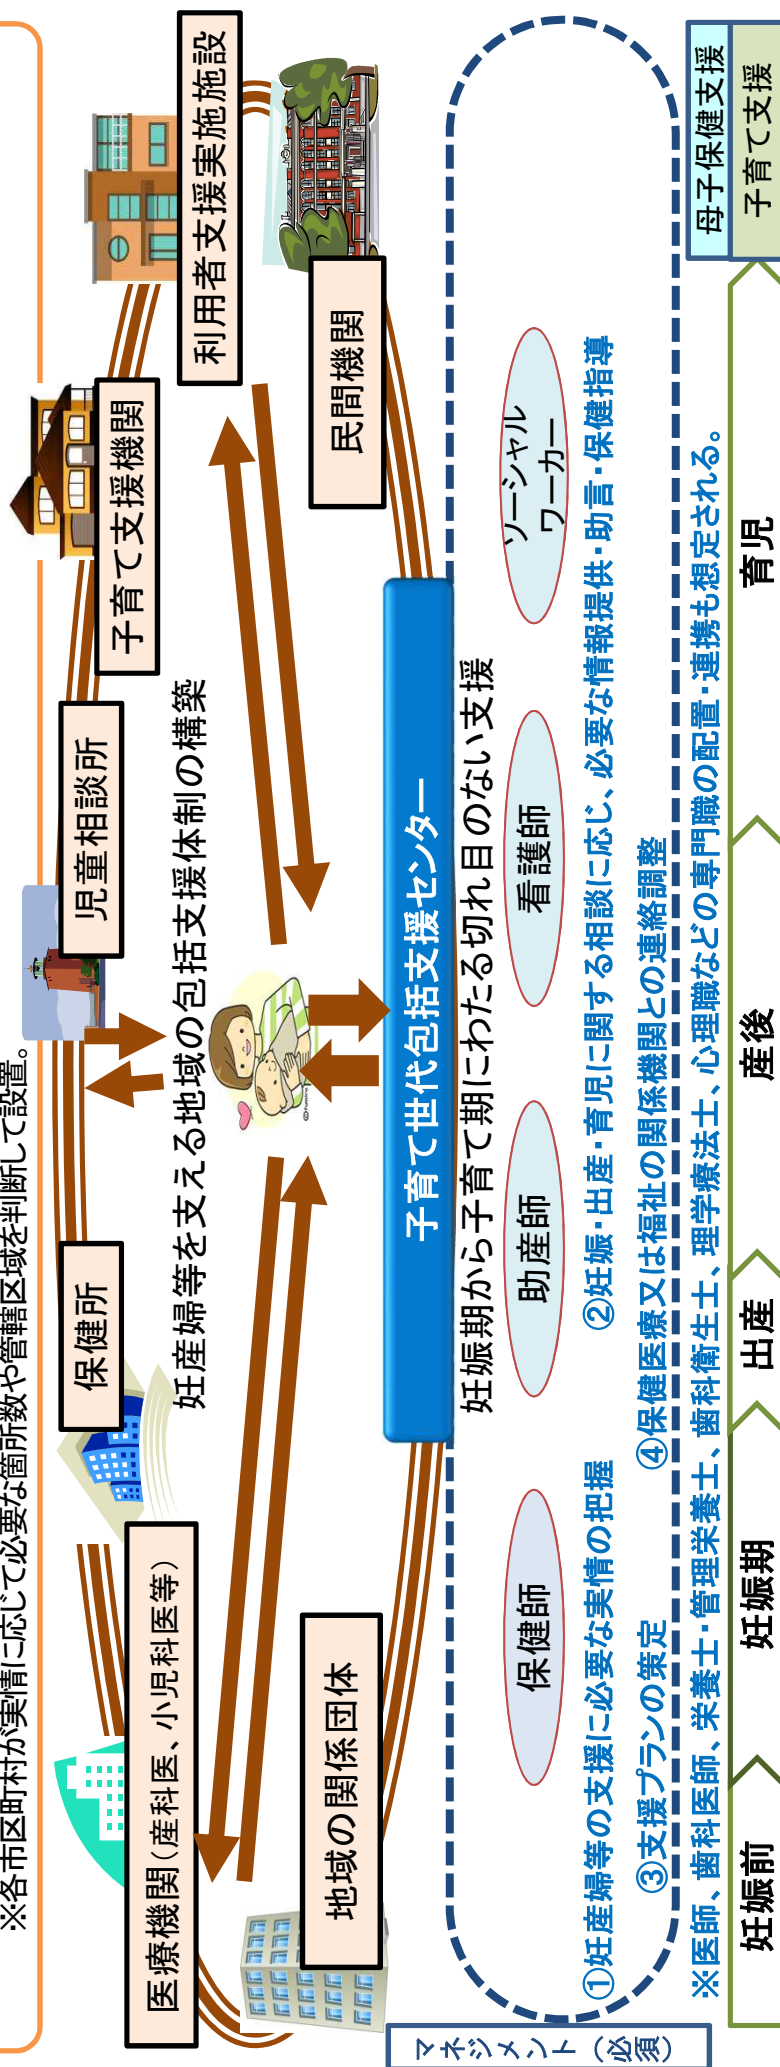 ※各市区町村が実情に応じて必要な箇所数や管轄区域を判断して設置。
保健所
児童相談所
子育て支援機関
医療機関(産科医、小児科医等)
利用者支援実施施設
妊産婦等を支える地域の包括支援体制の構築
地域の関係団体
民間機関
子育て世代包括支援センター
妊娠期から子育て期にわたる切れ目のない支援
マネジメント(必須)
保健師
助産師
看護師
ソーシャル
ワーカー
①妊産婦等の支援に必要な実情の把握
②妊娠・出産・育児に関する相談に応じ、必要な情報提供・助言・保健指導
③支援プランの策定
④保健医療又は福祉の関係機関との連絡調整
※医師、歯科医師、栄養士・管理栄養士、歯科衛生士、理学療法士、心理職などの専門職の配置・連携も想定される。
母子保健支援
子育て支援
妊娠前
妊娠期
出産
産後
育児